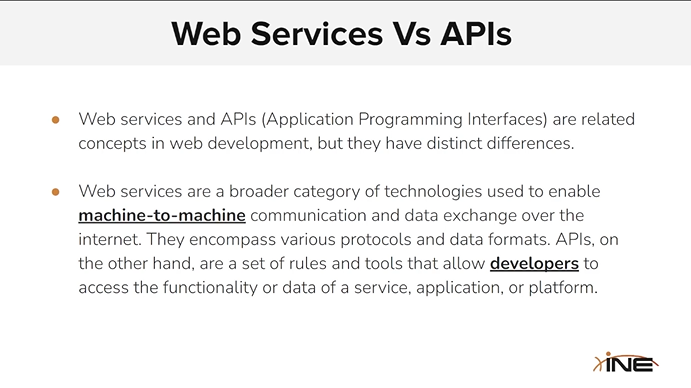 Web Services Vs APIs
● Web services and APIs (Application Programming Interfaces) are related
concepts in web development, but they have distinct differences.
● Web services are a broader category of technologies used to enable
machine-to-machine communication and data exchange over the
internet. They encompass various protocols and data formats. APIs, on
the other hand, are a set of rules and tools that allow developers to
access the functionality or data of a service, application, or platform.
INE